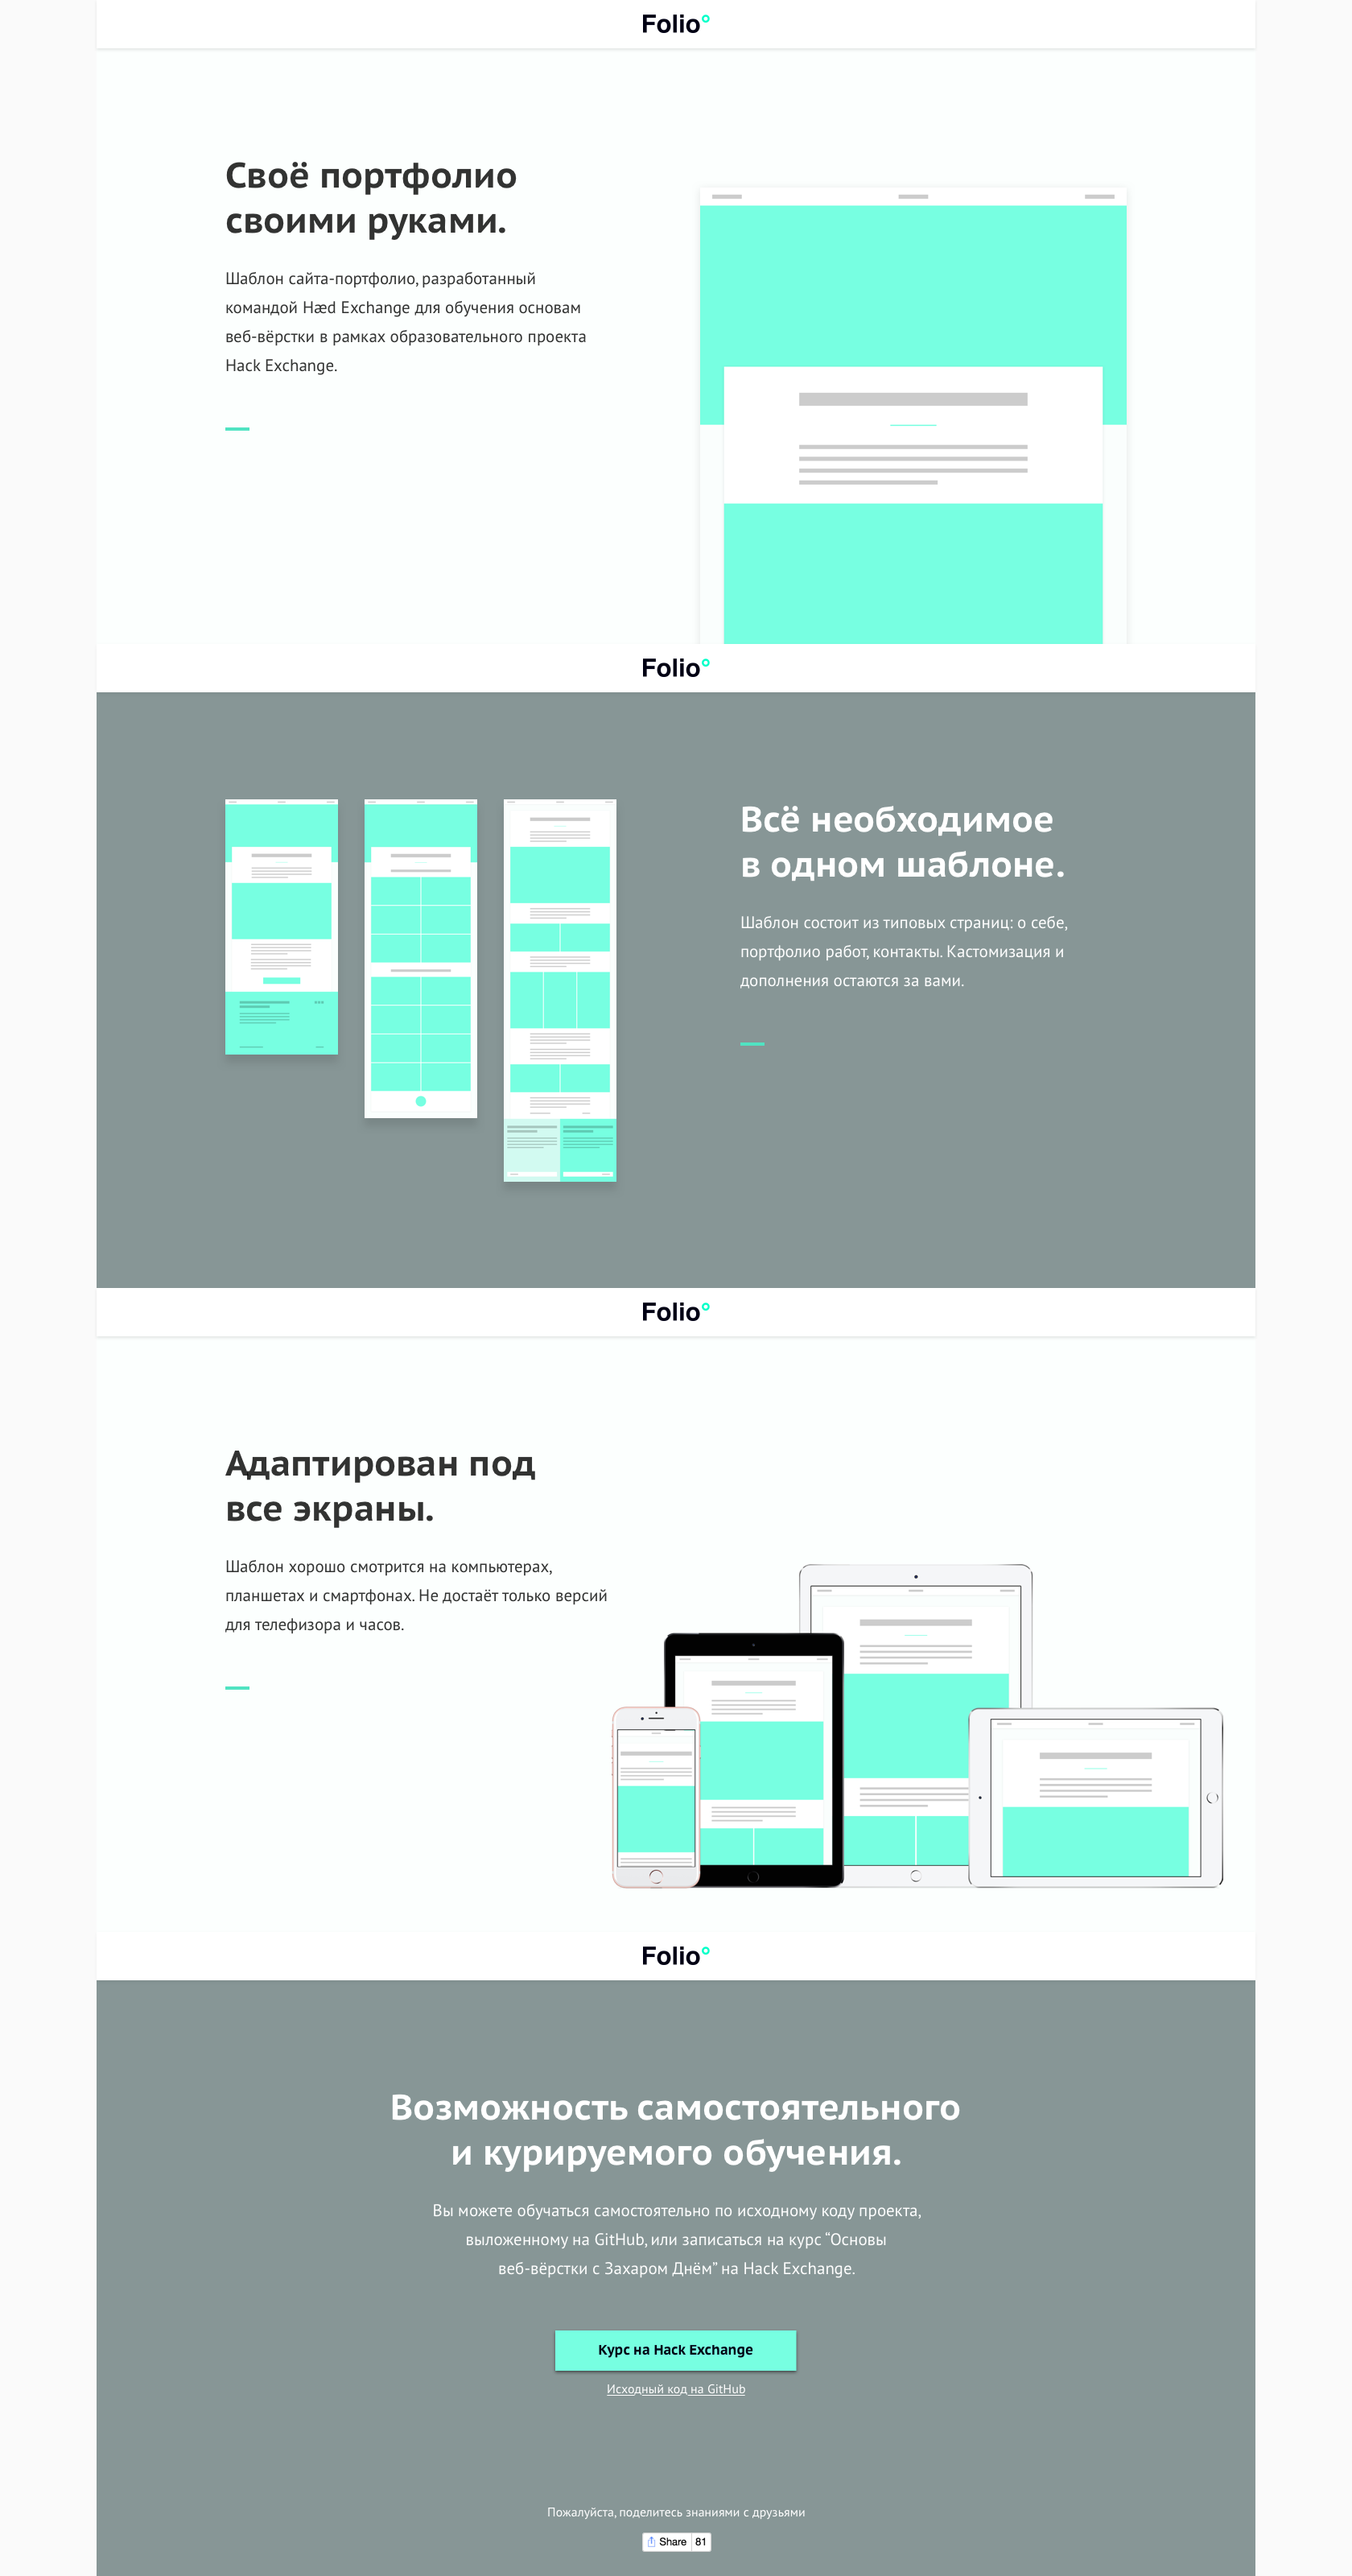 Folio°
Своё портфолио
своими руками.
Шаблон сайта-портфолио, разработанный
командой Hæd Exchange для обучения основам
веб-вёрстки в рамках образовательного проекта
Hack Exchange.
Folio°
Всё необходимое
в одном шаблоне.
Шаблон состоит из типовых страниц: о себе,
портфолио работ, контакты. Кастомизация и
дополнения остаются за вами.
Folio°
Адаптирован под
все экраны.
Шаблон хорошо смотрится на компьютерах,
планшетах и смартфонах. Не достаёт только версий
для телефизора и часов.
Folio°
Возможность самостоятельного
и курируемого обучения.
Вы можете обучаться самостоятельно по исходному коду проекта,
выложенному на GitHub, или записаться на курс “Основы
веб-вёрстки с Захаром Днём” на Hack Exchange.
Курс на Hack Exchange
Исходный код на GitHub
Пожалуйста, поделитесь знаниями с друзьями
Share 81